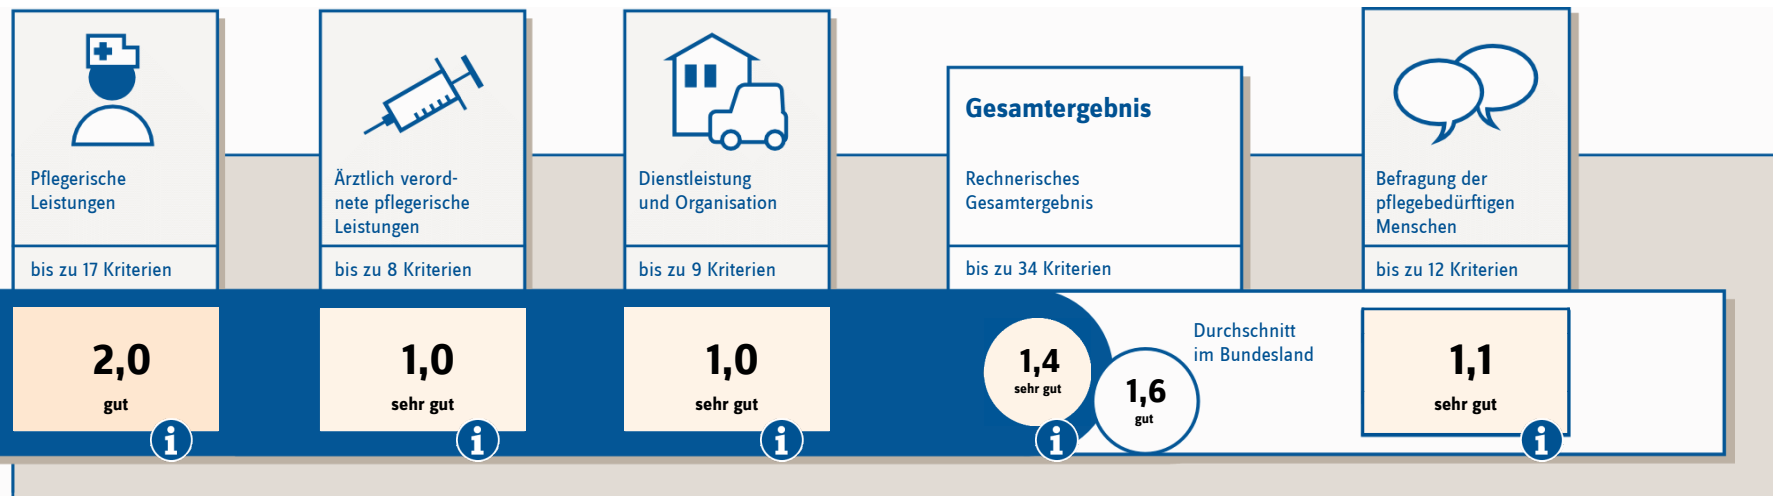 Pflegerische
Leistungen
bis zu 17 Kriterien
2,0
gut
Ärztlich verord-
nete pflegerische
Leistungen
bis zu 8 Kriterien
1,0
sehr gut
Dienstleistung
und Organisation
bis zu 9 Kriterien
1,0
sehr gut
Gesamtergebnis
Rechnerisches
Gesamtergebnis
bis zu 34 Kriterien
1,4
sehr gut
Durchschnitt
im Bundesland
1,6
gut
Befragung der
pflegebedürftigen
Menschen
bis zu 12 Kriterien
1,1
sehr gut